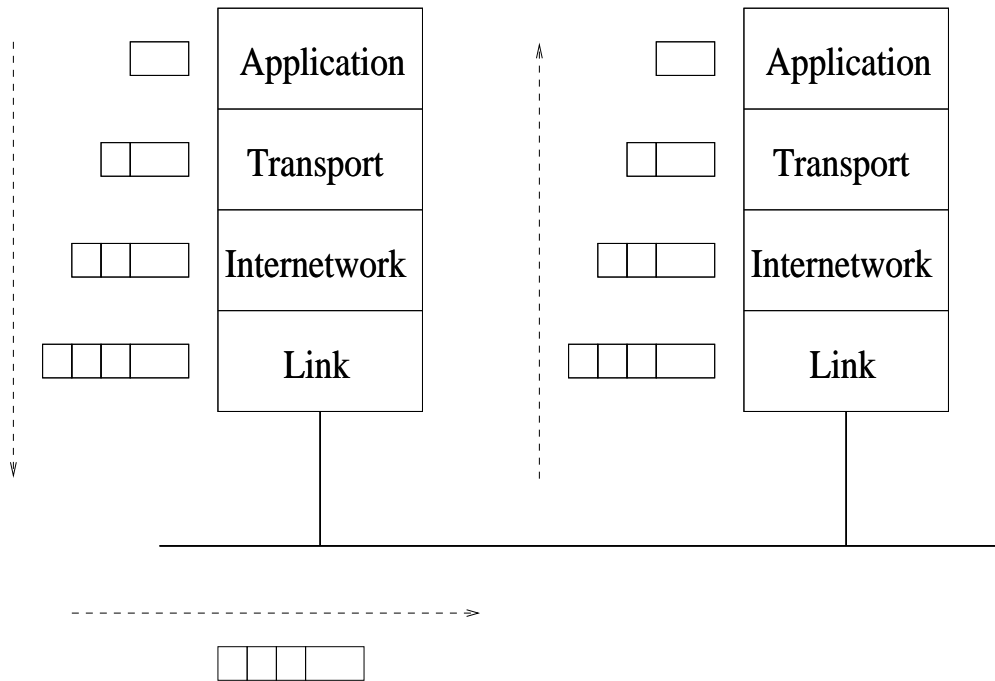 Application
Transport
Internetwork
Link
Application
Transport
Internetwork
Link